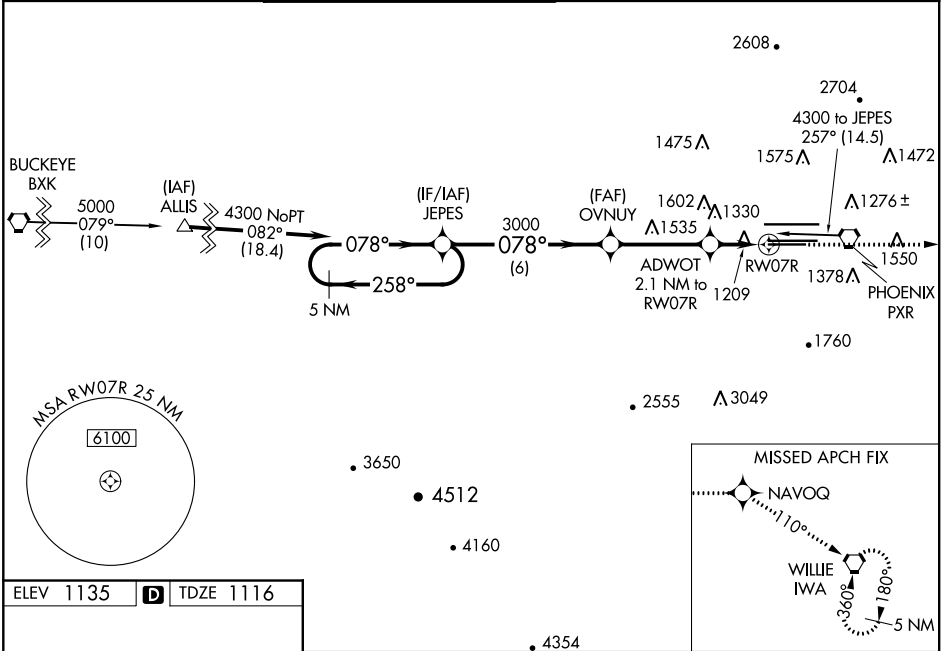 2608
2704
4300 to JEPES
257° (14.5)
1475
1575
1472
BUCKEYE
BXK
5000
079°
(10)
(IAF)
ALLIS
4300 NoPT
082°
(18.4)
(IF/IAF)
JEPES
078°
258°
5 NM
3000
078°
(6)
(FAF)
OVNUY
1602
1330
1535
1276 ±
ADWOT
2.1 NM to
RW07R
1209
RW07R
1378
1550
PHOENIX
PXR
1760
MSA RW07R 25 NM
6100
2555
3049
3650
4512
4160
4354
MISSED APCH FIX
NAVOQ
110°
WILLIE
IWA
360°
180°
5 NM
ELEV 1135 D TDZE 1116